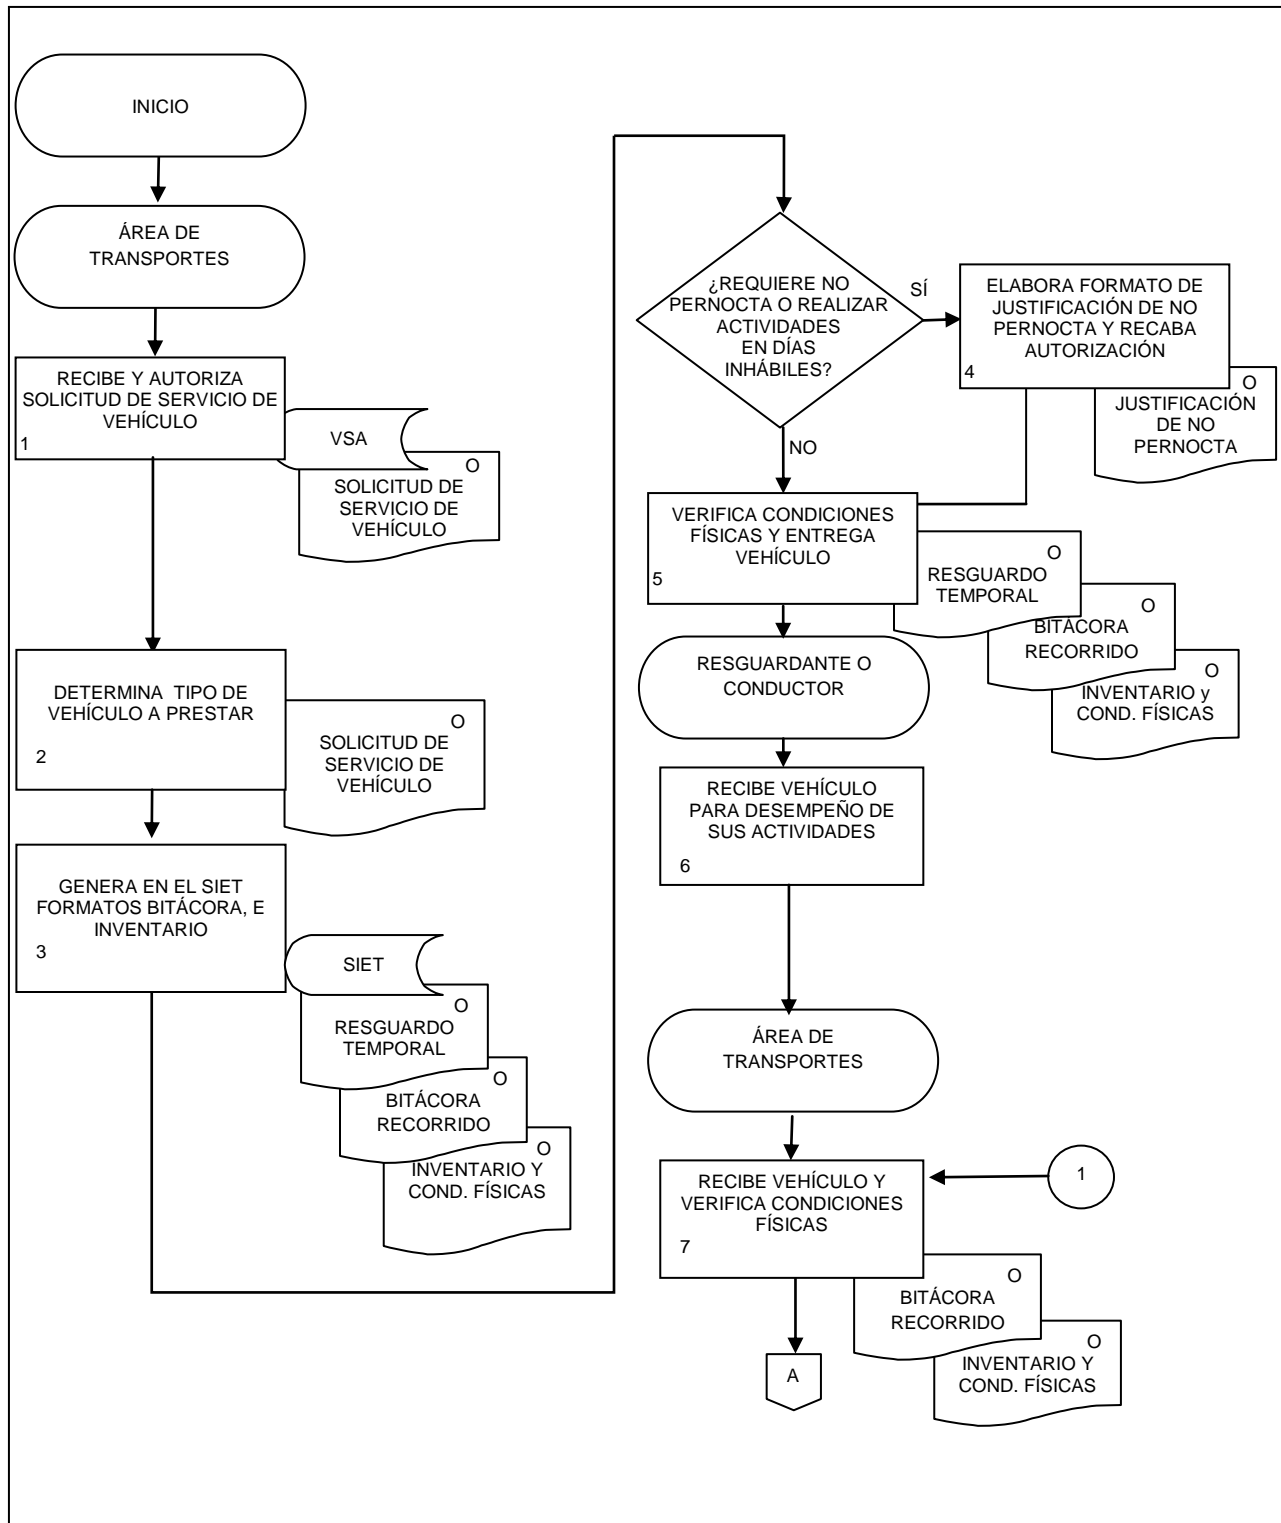 INICIO
ÁREA DE
TRANSPORTES
RECIBE Y AUTORIZA
SOLICITUD DE SERVICIO DE
VEHÍCULO
1
VSA
O
SOLICITUD DE
SERVICIO DE
VEHÍCULO
DETERMINA TIPO DE
VEHÍCULO A PRESTAR
2
O
SOLICITUD DE
SERVICIO DE
VEHÍCULO
GENERA EN EL SIET
FORMATOS BITÁCORA, E
INVENTARIO
3
SIET
O
RESGUARDO
TEMPORAL
O
BITÁCORA
RECORRIDO
O
INVENTARIO Y
COND. FÍSICAS
¿REQUIERE NO
PERNOCTA O REALIZAR
ACTIVIDADES
EN DÍAS
INHÁBILES?
SÍ
NO
ELABORA FORMATO DE
JUSTIFICACIÓN DE NO
PERNOCTA Y RECABA
AUTORIZACIÓN
4
O
JUSTIFICACIÓN
DE NO
PERNOCTA
VERIFICA CONDICIONES
FÍSICAS Y ENTREGA
VEHÍCULO
5
O
RESGUARDO
TEMPORAL
O
BITÁCORA
RECORRIDO
O
INVENTARIO y
COND. FÍSICAS
RESGUARDANTE O
CONDUCTOR
RECIBE VEHÍCULO
PARA DESEMPEÑO DE
SUS ACTIVIDADES
6
ÁREA DE
TRANSPORTES
RECIBE VEHÍCULO Y
VERIFICA CONDICIONES
FÍSICAS
7
1
O
BITÁCORA
RECORRIDO
O
INVENTARIO Y
COND. FÍSICAS
A